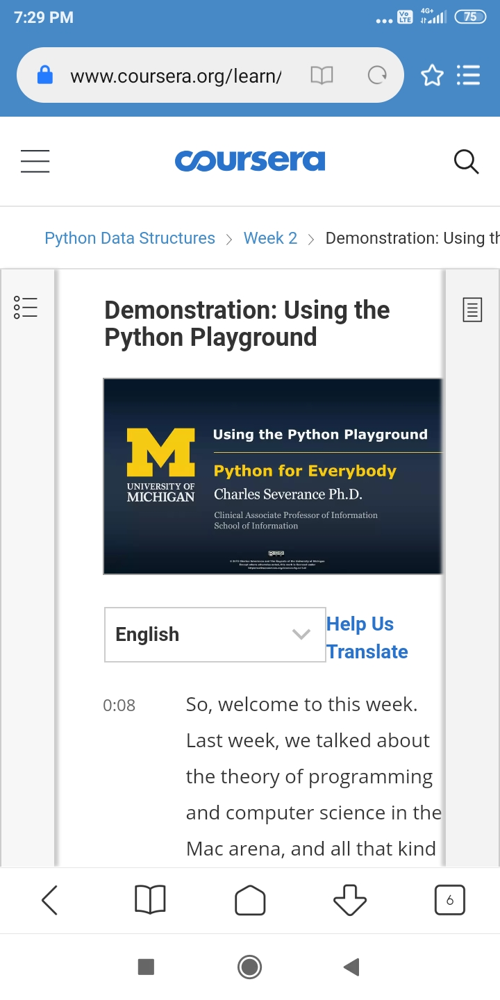 7:29 PM
Vo
LTE
4G+
75
www.coursera.org/learn/
coursera
Python Data Structures > Week 2 > Demonstration: Using th
Demonstration: Using the
Python Playground
Using the Python Playground
Python for Everybody
UNIVERSITY OF
MICHIGAN
Charles Severance Ph.D.
Clinical Associate Professor of Information
School of Information
English
Help Us
Translate
0:08
So, welcome to this week.
Last week, we talked about
the theory of programming
and computer science in the
Mac arena, and all that kind
6